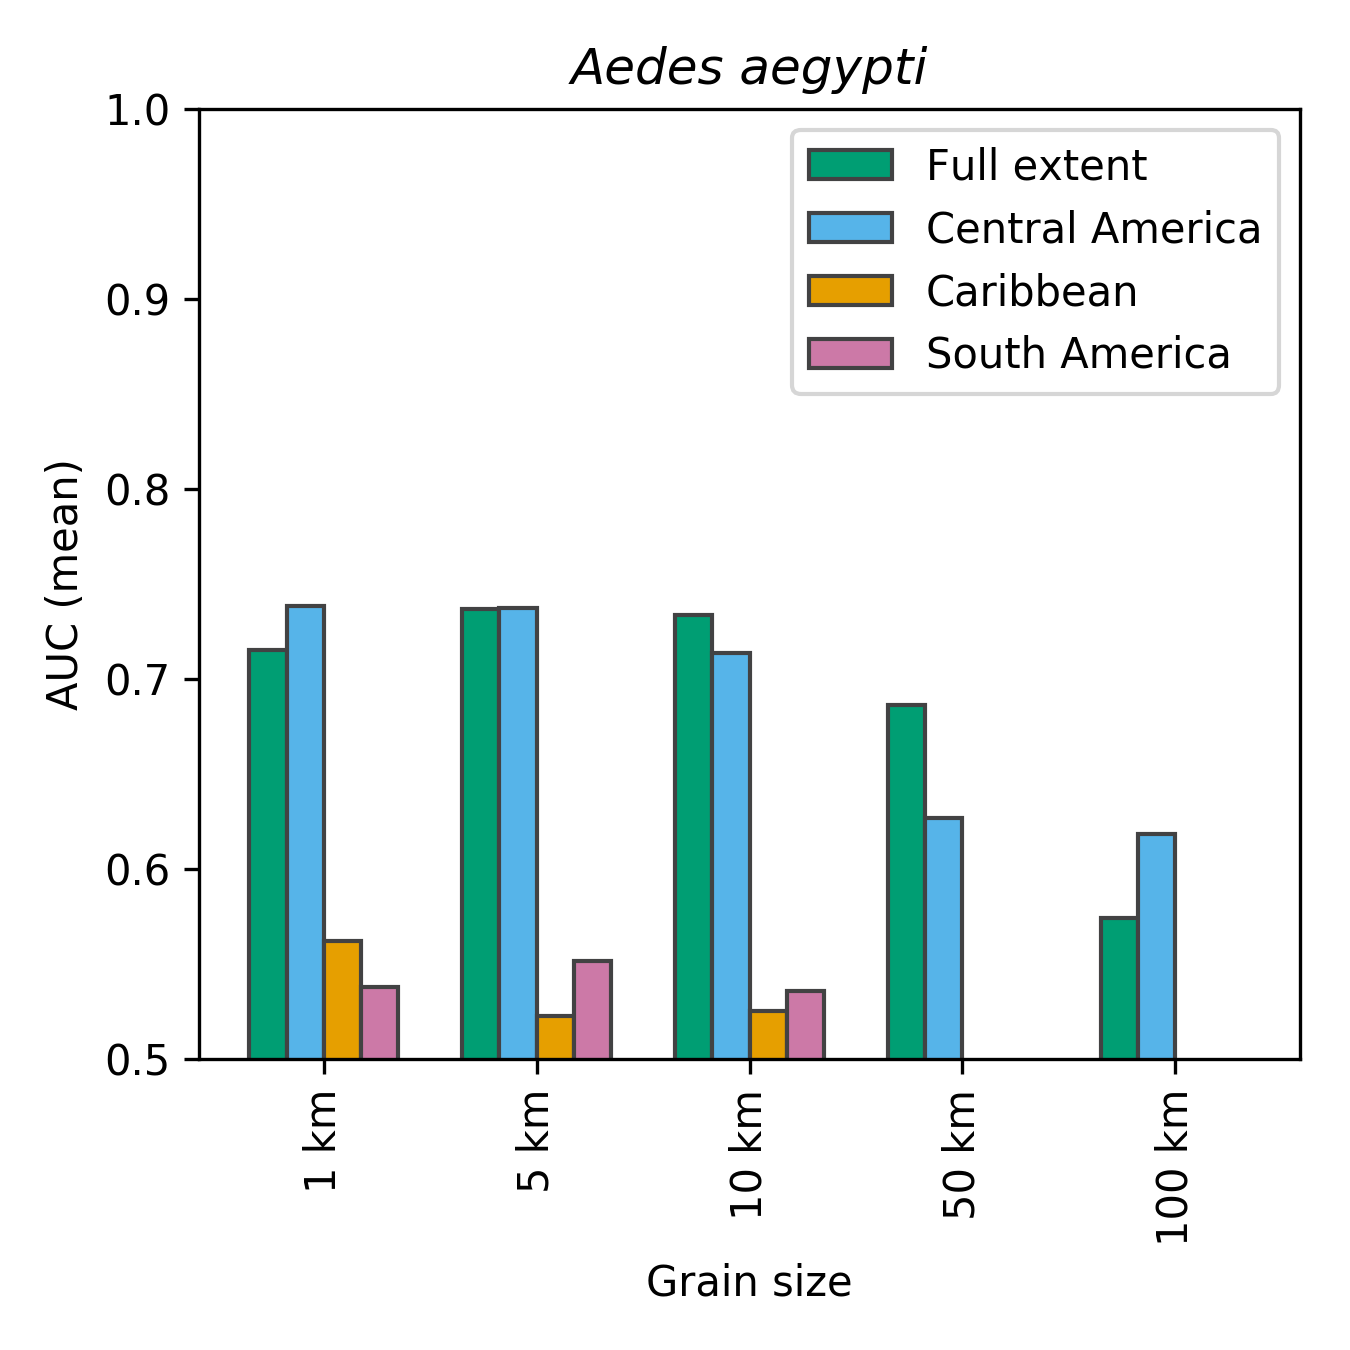 Aedes aegypti
1.0
0.9
0.8
0.7
0.6
0.5
AUC (mean)
Full extent
Central America
Caribbean
South America
1 km
5 km
10 km
50 km
100 km
Grain size